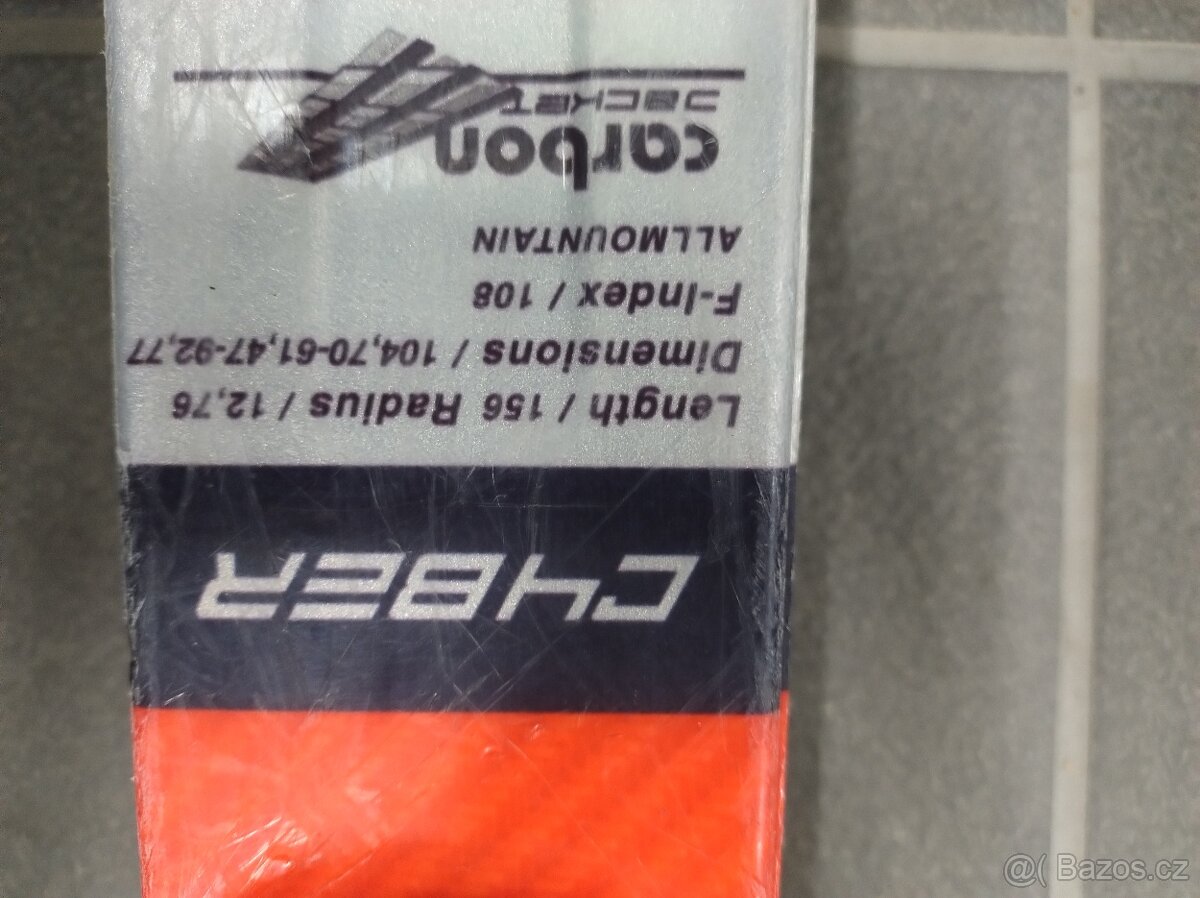 CYBER
Length / 156 Radius / 12,76
Dimensions / 104,70-61,47-92,77
F-Index / 108
ALLMOUNTAIN
carbon
JACKET
Bazos.cz